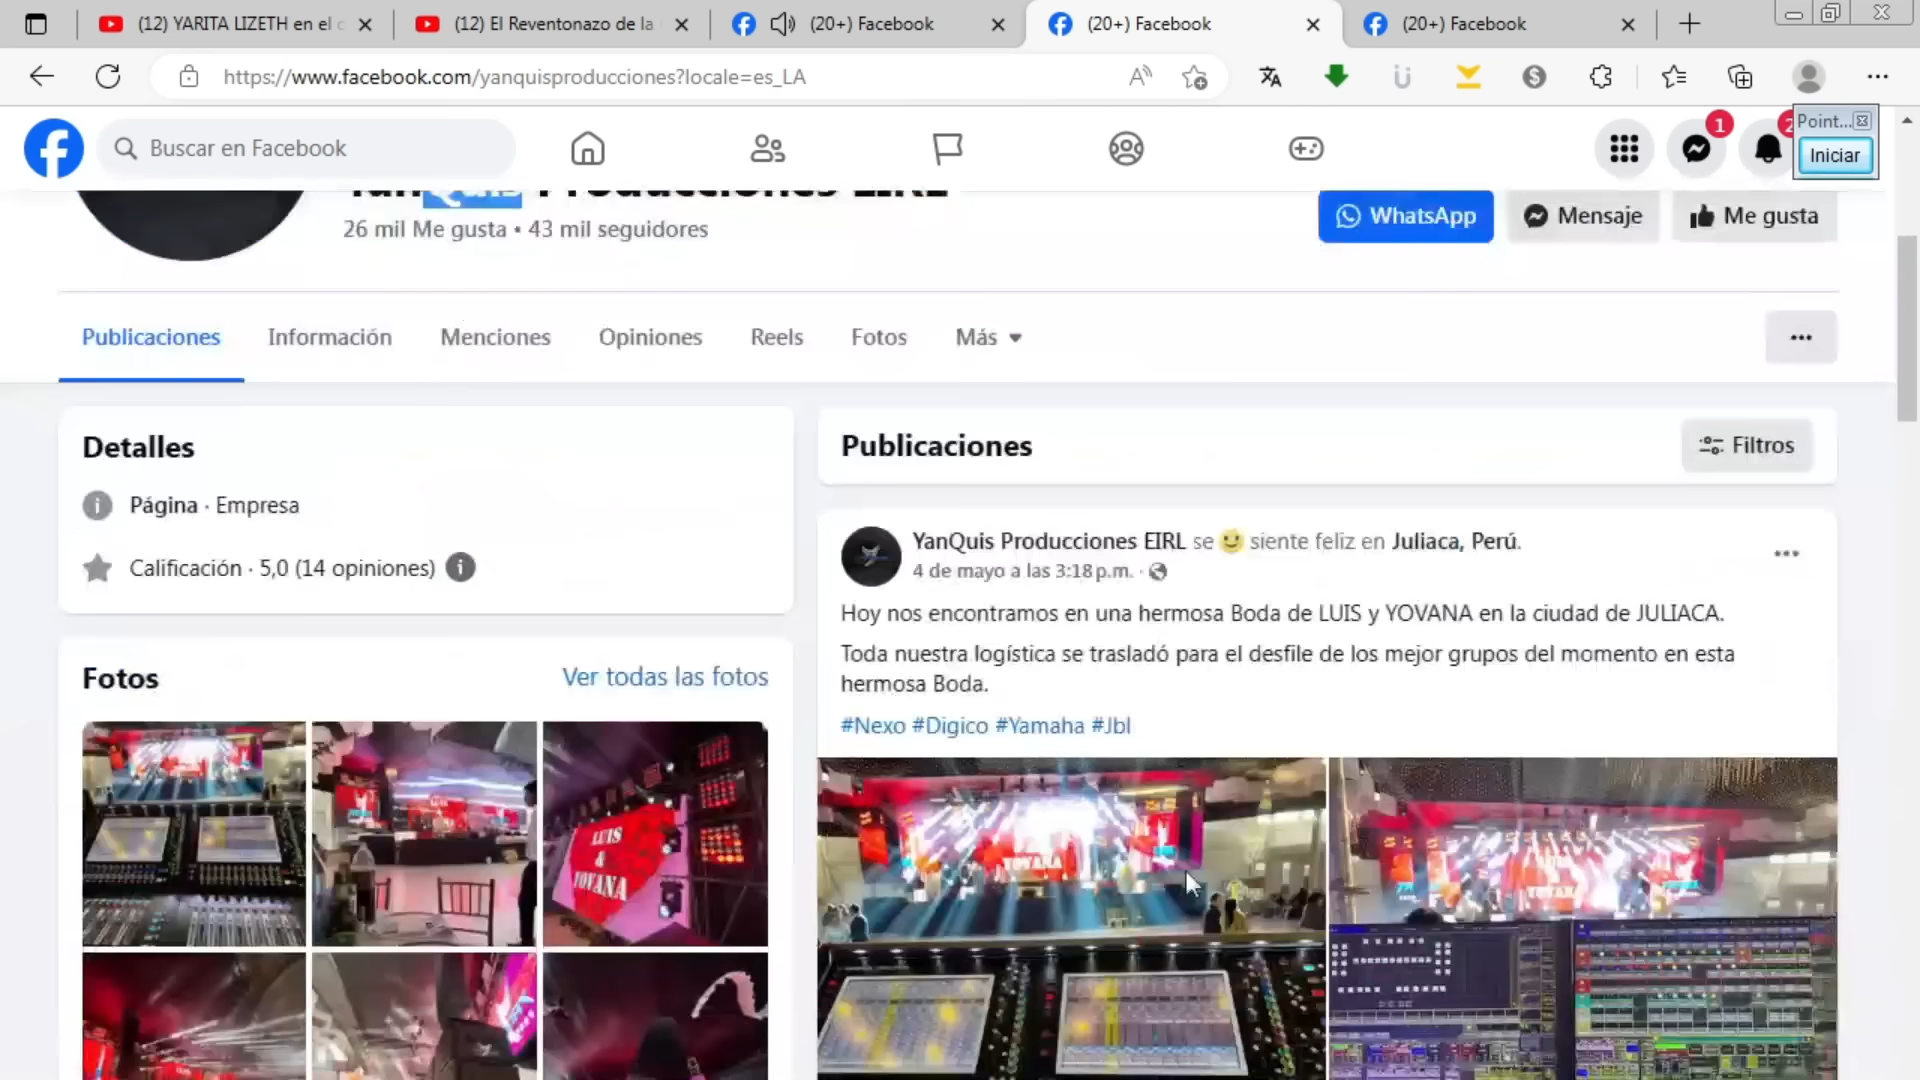 (12) YARITA LIZETH en el c
(12) El Reventonazo de la
(20+) Facebook
(20+) Facebook
(20+) Facebook
https://www.facebook.com/yanquisproducciones?locale=es_LA
Buscar en Facebook
1
2
Point...
Iniciar
YanQuis Producciones EIRL
26 mil Me gusta • 43 mil seguidores
WhatsApp
Mensaje
Me gusta
Publicaciones
Información
Menciones
Opiniones
Reels
Fotos
Más
Detalles
Página · Empresa
Calificación · 5,0 (14 opiniones)
Fotos
Ver todas las fotos
LUIS
&
YOVANA
Publicaciones
Filtros
YanQuis Producciones EIRL se siente feliz en Juliaca, Perú.
4 de mayo a las 3:18 p.m. ·
Hoy nos encontramos en una hermosa Boda de LUIS y YOVANA en la ciudad de JULIACA.
Toda nuestra logística se trasladó para el desfile de los mejor grupos del momento en esta
hermosa Boda.
#Nexo #Digico #Yamaha #Jbl
YOVANA
YOVANA